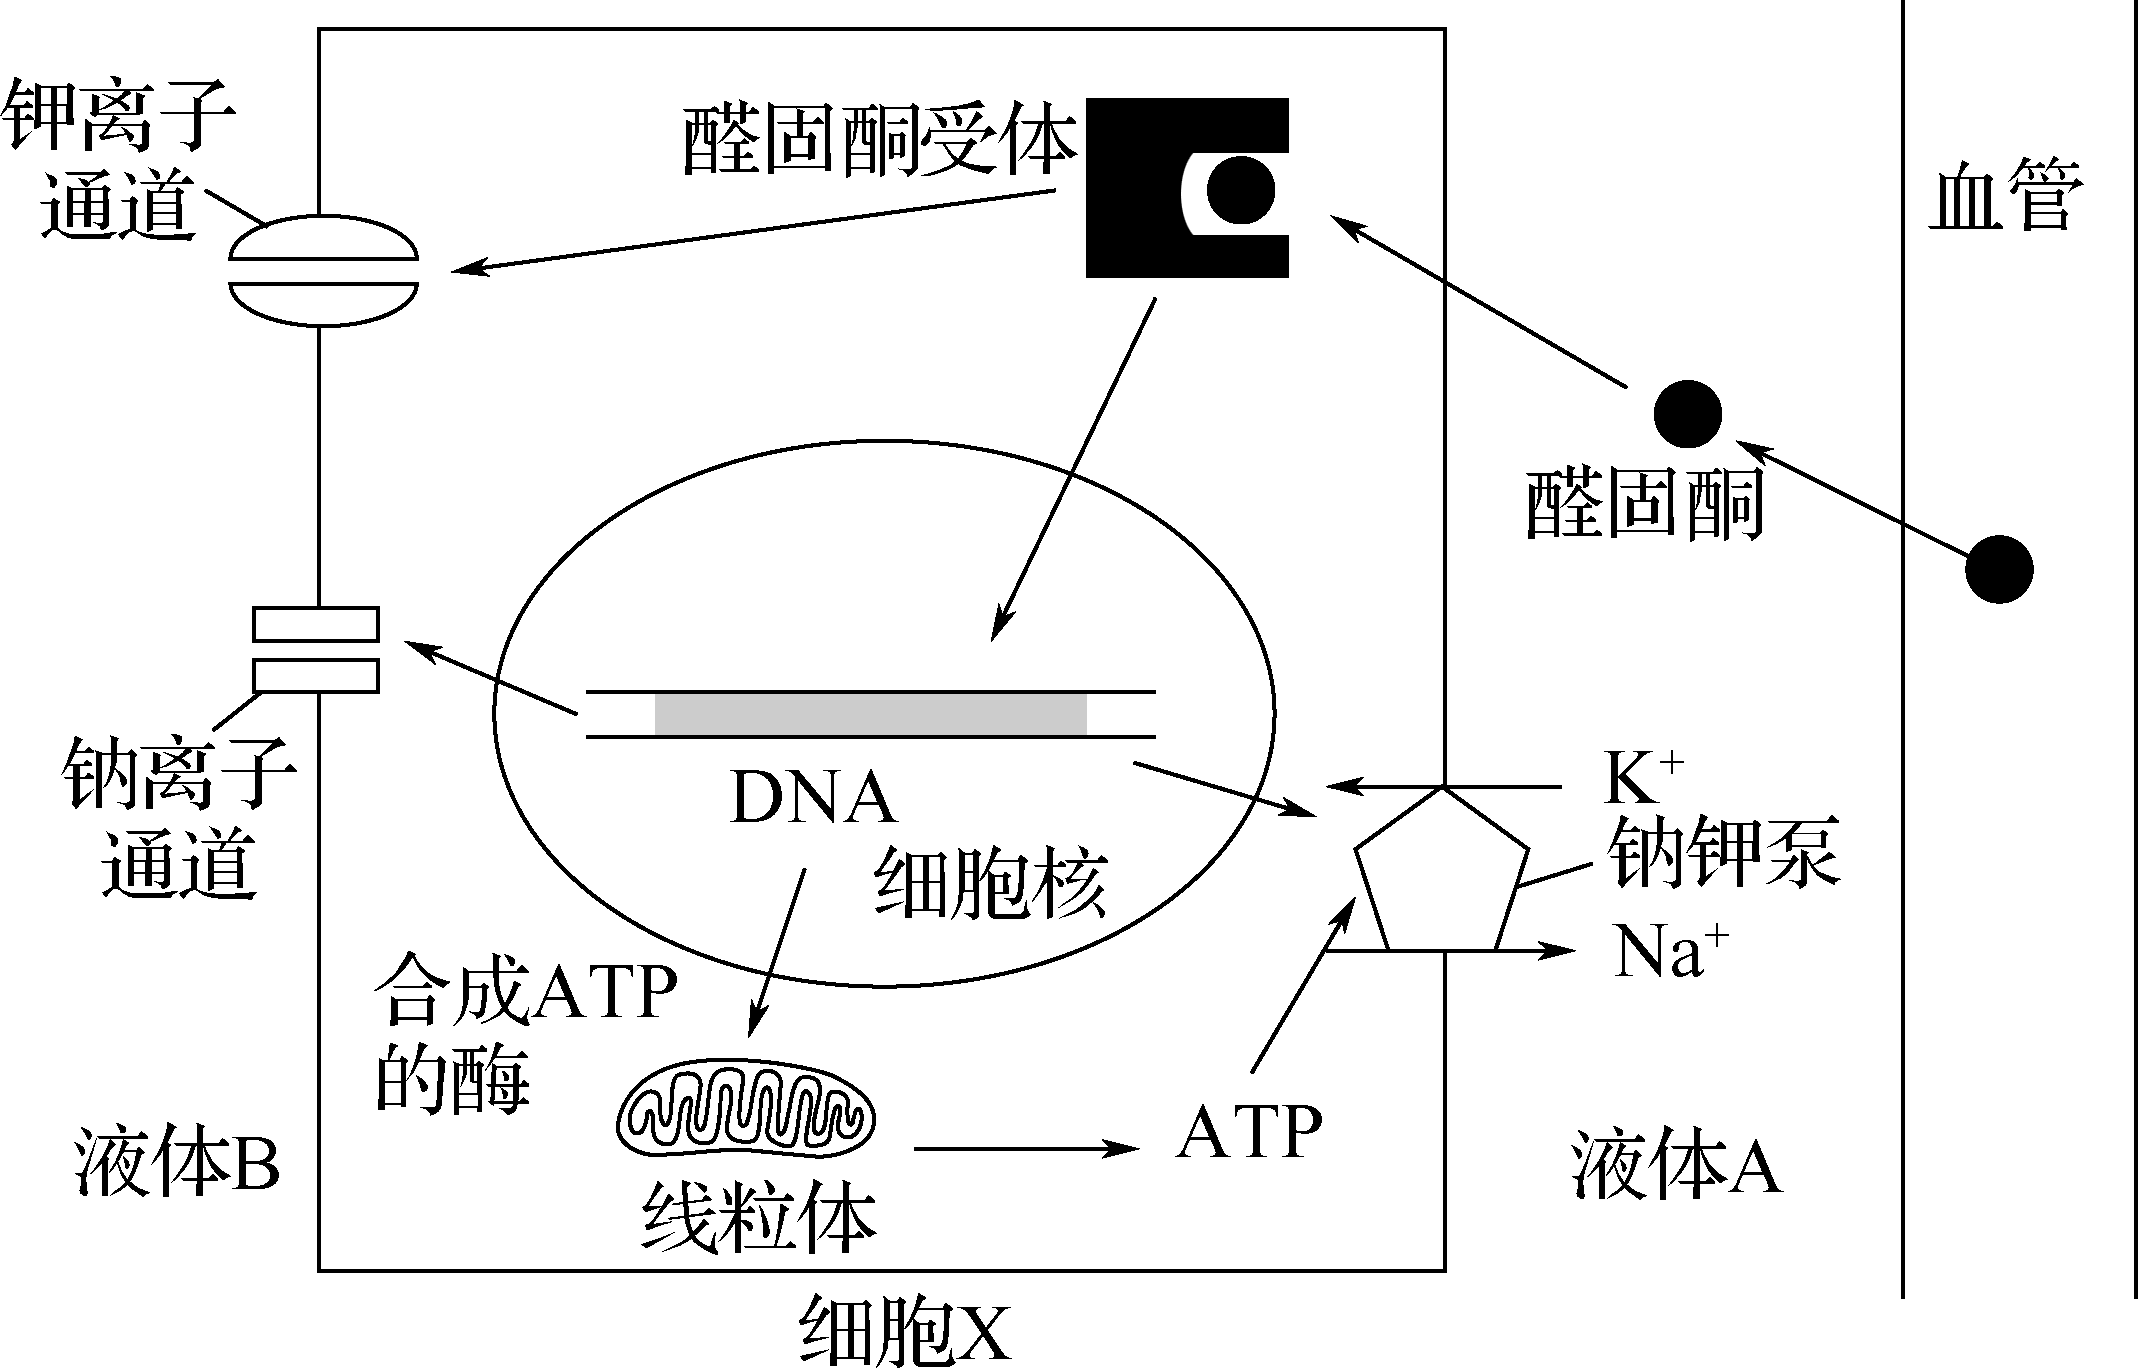 钾离子
通道
醛固酮受体
血管
醛固酮
钠离子
通道
DNA
细胞核
K⁺
钠钾泵
Na⁺
合成ATP
的酶
液体B
线粒体
ATP
液体A
细胞X